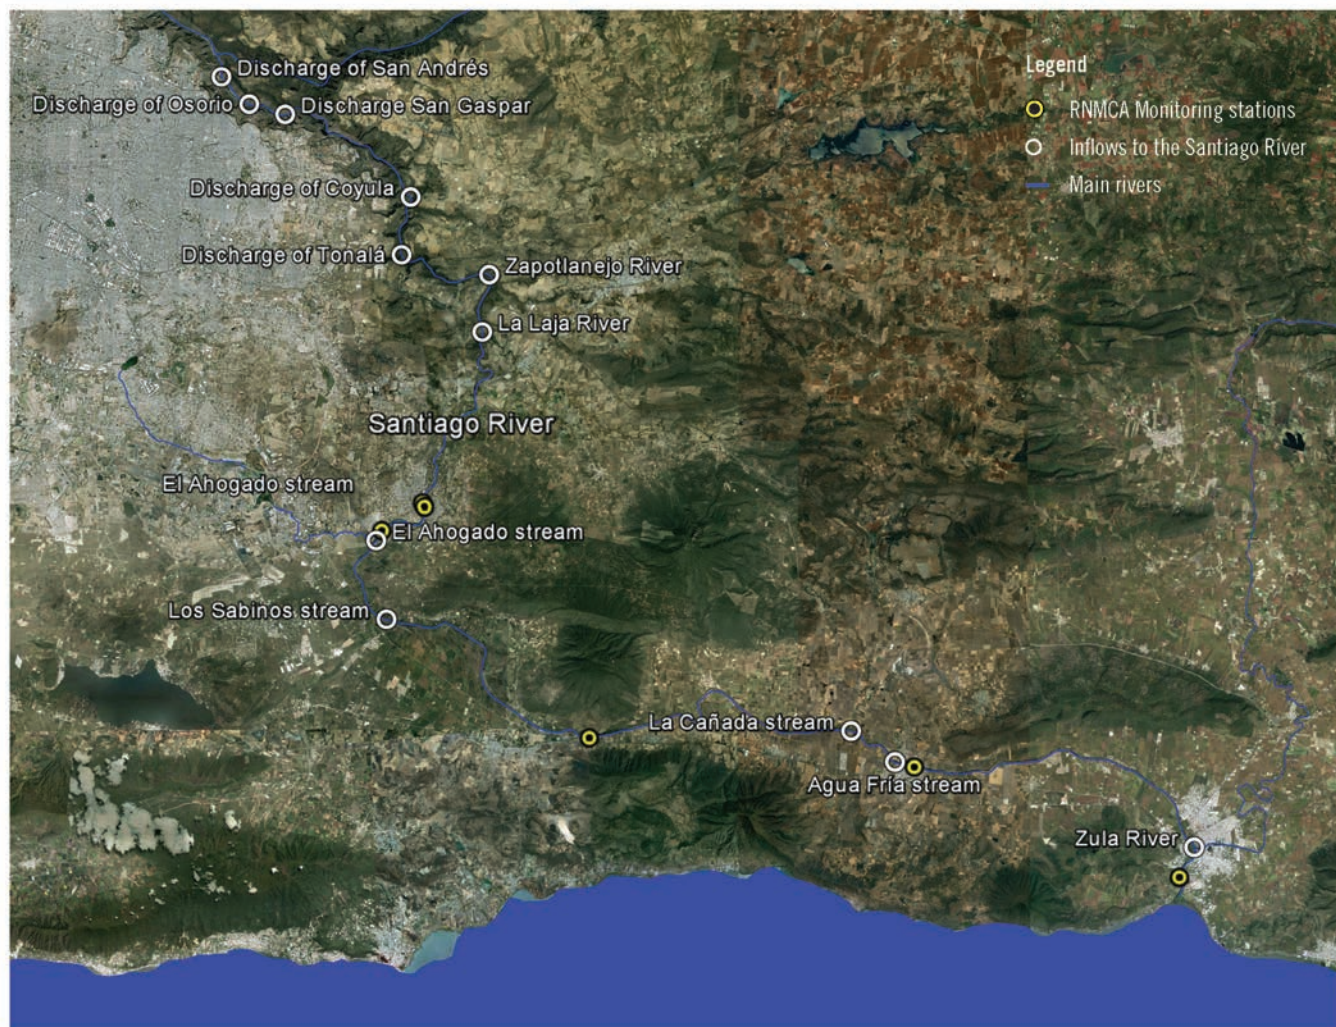 Legend
RNMCA Monitoring stations
Inflows to the Santiago River
Main rivers
Discharge of San Andrés
Discharge of Osorio
Discharge San Gaspar
Discharge of Coyula
Discharge of Tonalá
Zapotlanejo River
La Laja River
Santiago River
El Ahogado stream
El Ahogado stream
Los Sabinos stream
La Cañada stream
Agua Fría stream
Zula River